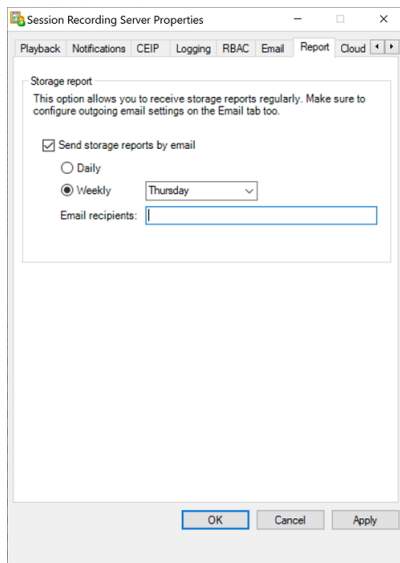 Session Recording Server Properties
Playback Notifications CEIP Logging RBAC Email Report Cloud
Storage report
This option allows you to receive storage reports regularly. Make sure to
configure outgoing email settings on the Email tab too.
Send storage reports by email
Daily
Weekly Thursday
Email recipients:
OK Cancel Apply